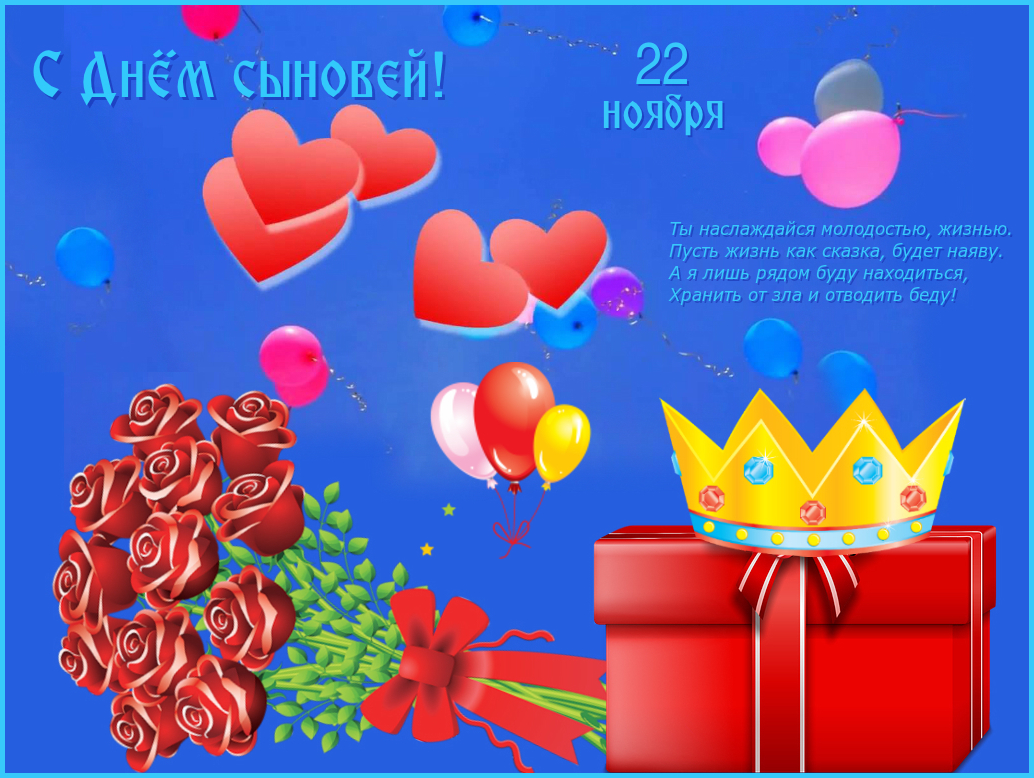 С Днём сыновей!
22
ноября
Ты наслаждайся молодостью, жизнью.
Пусть жизнь как сказка, будет наяву.
А я лишь рядом буду находиться,
Хранить от зла и отводить беду!